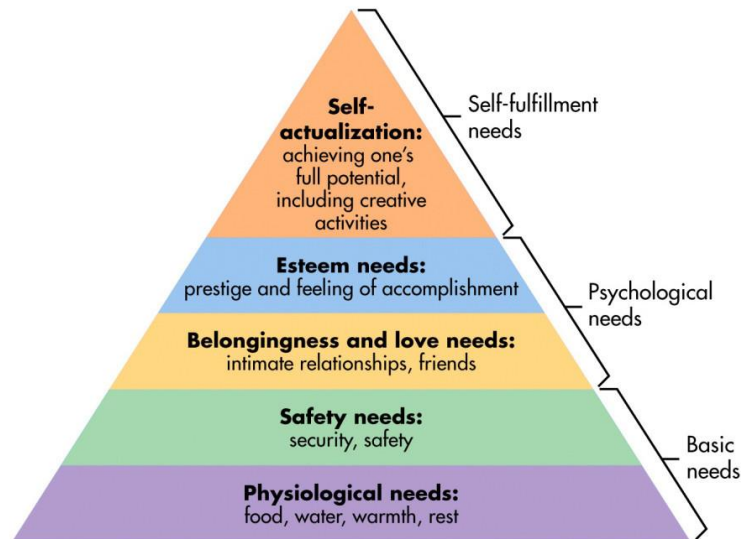 Self-
actualization:
achieving one's
full potential,
including creative
activities
Self-fulfillment
needs
Esteem needs:
prestige and feeling of accomplishment
Belongingness and love needs:
intimate relationships, friends
Psychological
needs
Safety needs:
security, safety
Physiological needs:
food, water, warmth, rest
Basic
needs